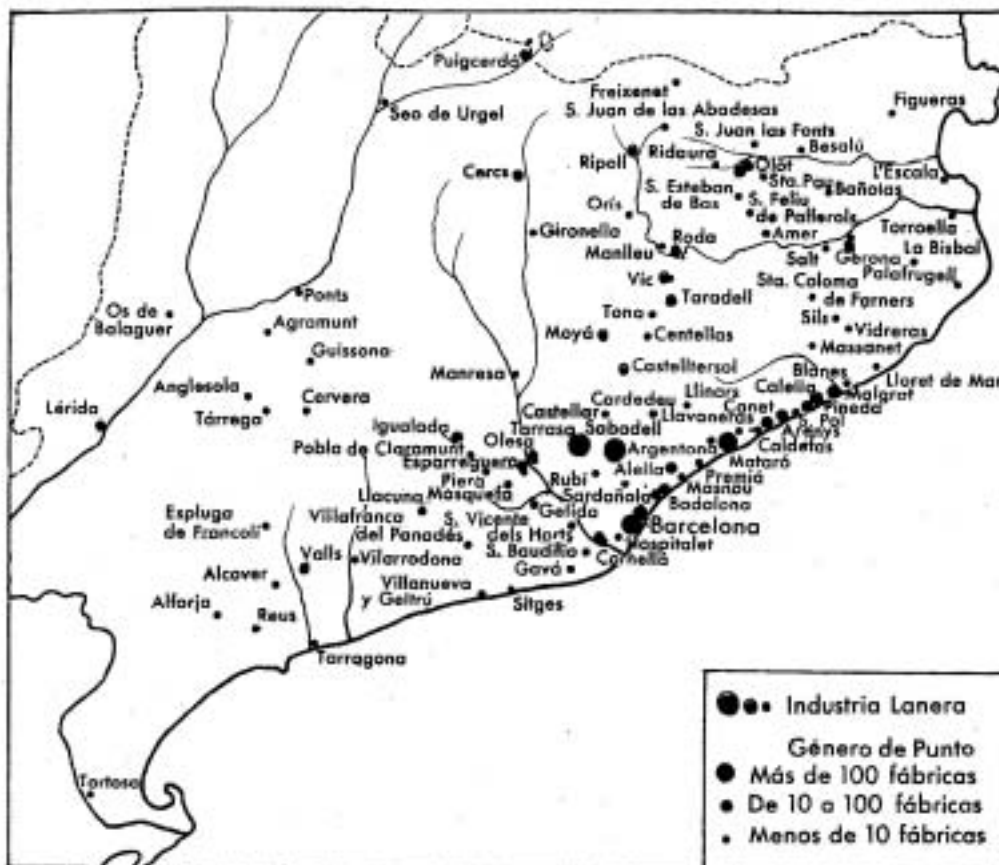 Puigcerdá
Seo de Urgel
Freixenet
S. Juan de las Abadesas
Figueras
S. Juan las Fonts
Besalú
Ripoll
Ridaura
Olot
Cercs
L'Escala
Sta. Pau
Bañolas
S. Esteban
de Bas
S. Feliu
de Pallerols
Orís
Torroella
Gironella
Roda
Amer
Manlleu
Salt
Gerona
La Bisbal
Palafrugell
Vic
Sta. Coloma
de Farners
Ponts
Taradell
Os de
Balaguer
Tona
Sils
Agramunt
Moyá
Centellas
Vidreras
Massanet
Guissona
Castelltersol
Manresa
Blanes
Lloret de Mar
Anglesola
Cervera
Cardedeu
Llinars
Calella
Malgrat
Lérida
Tárrega
Castellar
Llavaneras
Canet
Pineda
S. Pol
Igualada
Tarrasa
Sabadell
Arenys
Pobla de Claramunt
Olesa
Argentona
Caldetas
Esparreguera
Mataró
Piera
Rubí
Alella
Premiá
Masqueta
Sardañola
Masnou
Llacuna
Gelida
Badalona
Espluga
de Francolí
Villafranca
del Panadés
S. Vicente
dels Horts
Barcelona
Hospitalet
Valls
Vilarrodona
S. Baudilio
Cornellá
Alcover
Villanueva
y Geltrú
Gavá
Alforja
Reus
Sitges
Tarragona
Tortosa
Industria Lanera
Género de Punto
Más de 100 fábricas
De 10 a 100 fábricas
Menos de 10 fábricas